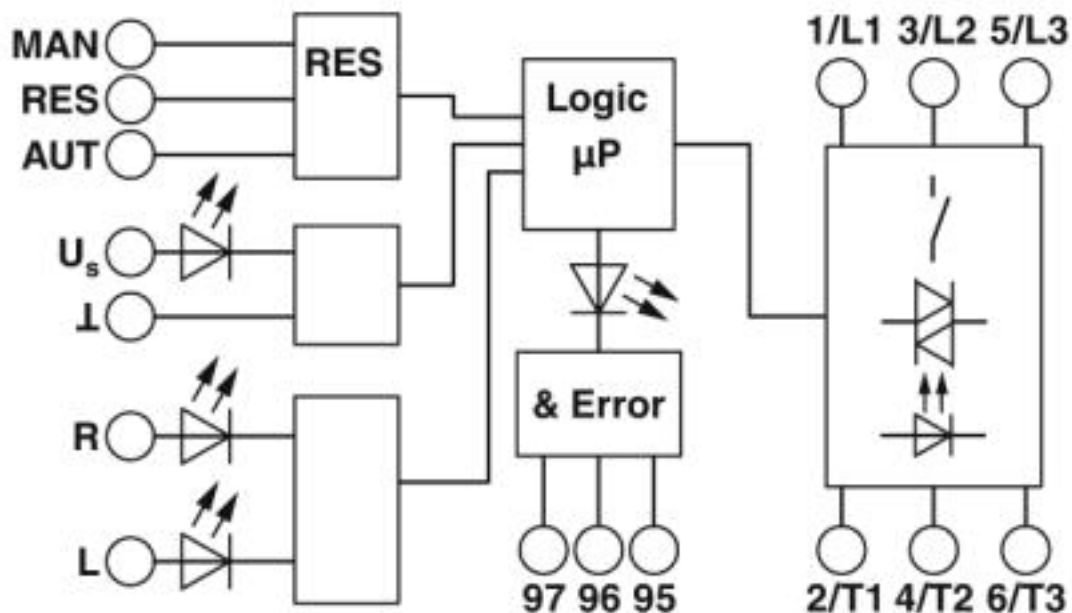 MAN
RES
AUT
RES
U_s
⊥
R
L
Logic
µP
& Error
97 96 95
1/L1 3/L2 5/L3
2/T1 4/T2 6/T3